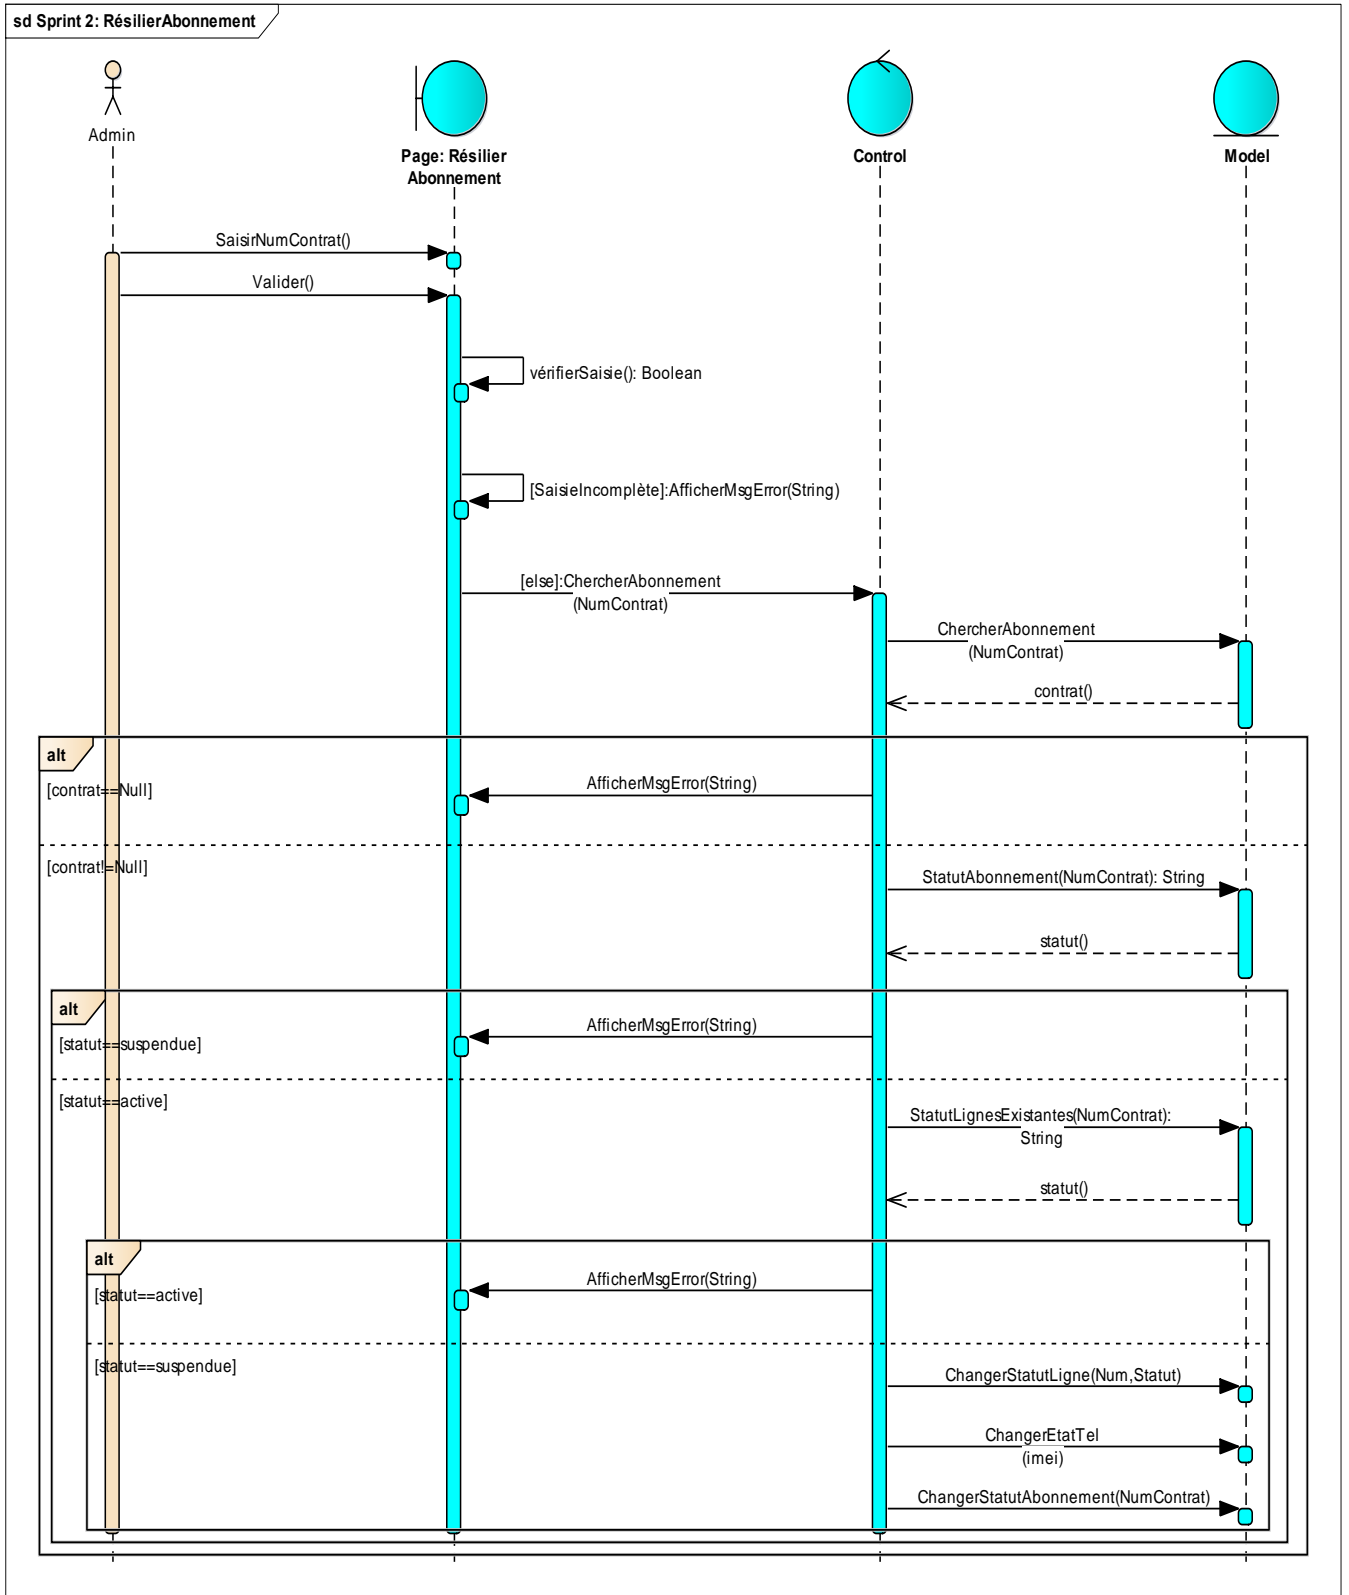 sd Sprint 2: RésilierAbonnement
Admin
Page: Résilier
Abonnement
Control
Model
SaisirNumContrat()
Valider()
vérifierSaisie(): Boolean
[SaisieIncomplète]:AfficherMsgError(String)
[else]:ChercherAbonnement
(NumContrat)
ChercherAbonnement
(NumContrat)
contrat()
alt
[contrat==Null]
AfficherMsgError(String)
[contrat!=Null]
StatutAbonnement(NumContrat): String
statut()
alt
[statut==suspendue]
AfficherMsgError(String)
[statut==active]
StatutLignesExistantes(NumContrat):
String
statut()
alt
[statut==active]
AfficherMsgError(String)
[statut==suspendue]
ChangerStatutLigne(Num,Statut)
ChangerEtatTel
(imei)
ChangerStatutAbonnement(NumContrat)